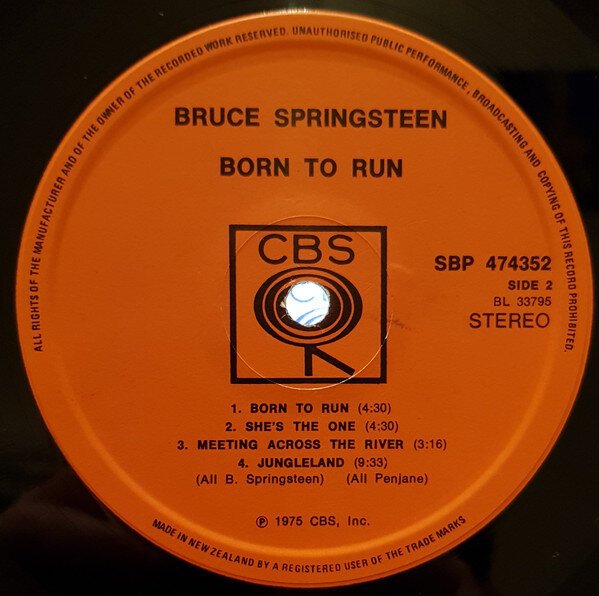 ALL RIGHTS OF THE MANUFACTURER AND OF THE OWNER OF THE RECORDED WORK RESERVED. UNAUTHORISED PUBLIC PERFORMANCE, BROADCASTING AND COPYING OF THIS RECORD PROHIBITED.
BRUCE SPRINGSTEEN
BORN TO RUN
CBS
SBP 474352
SIDE 2
BL 33795
STEREO
1. BORN TO RUN (4:30)
2. SHE'S THE ONE (4:30)
3. MEETING ACROSS THE RIVER (3:16)
4. JUNGLELAND (9:33)
(All B. Springsteen) (All Penjane)
℗ 1975 CBS, Inc.
MADE IN NEW ZEALAND BY A REGISTERED USER OF THE TRADE MARKS